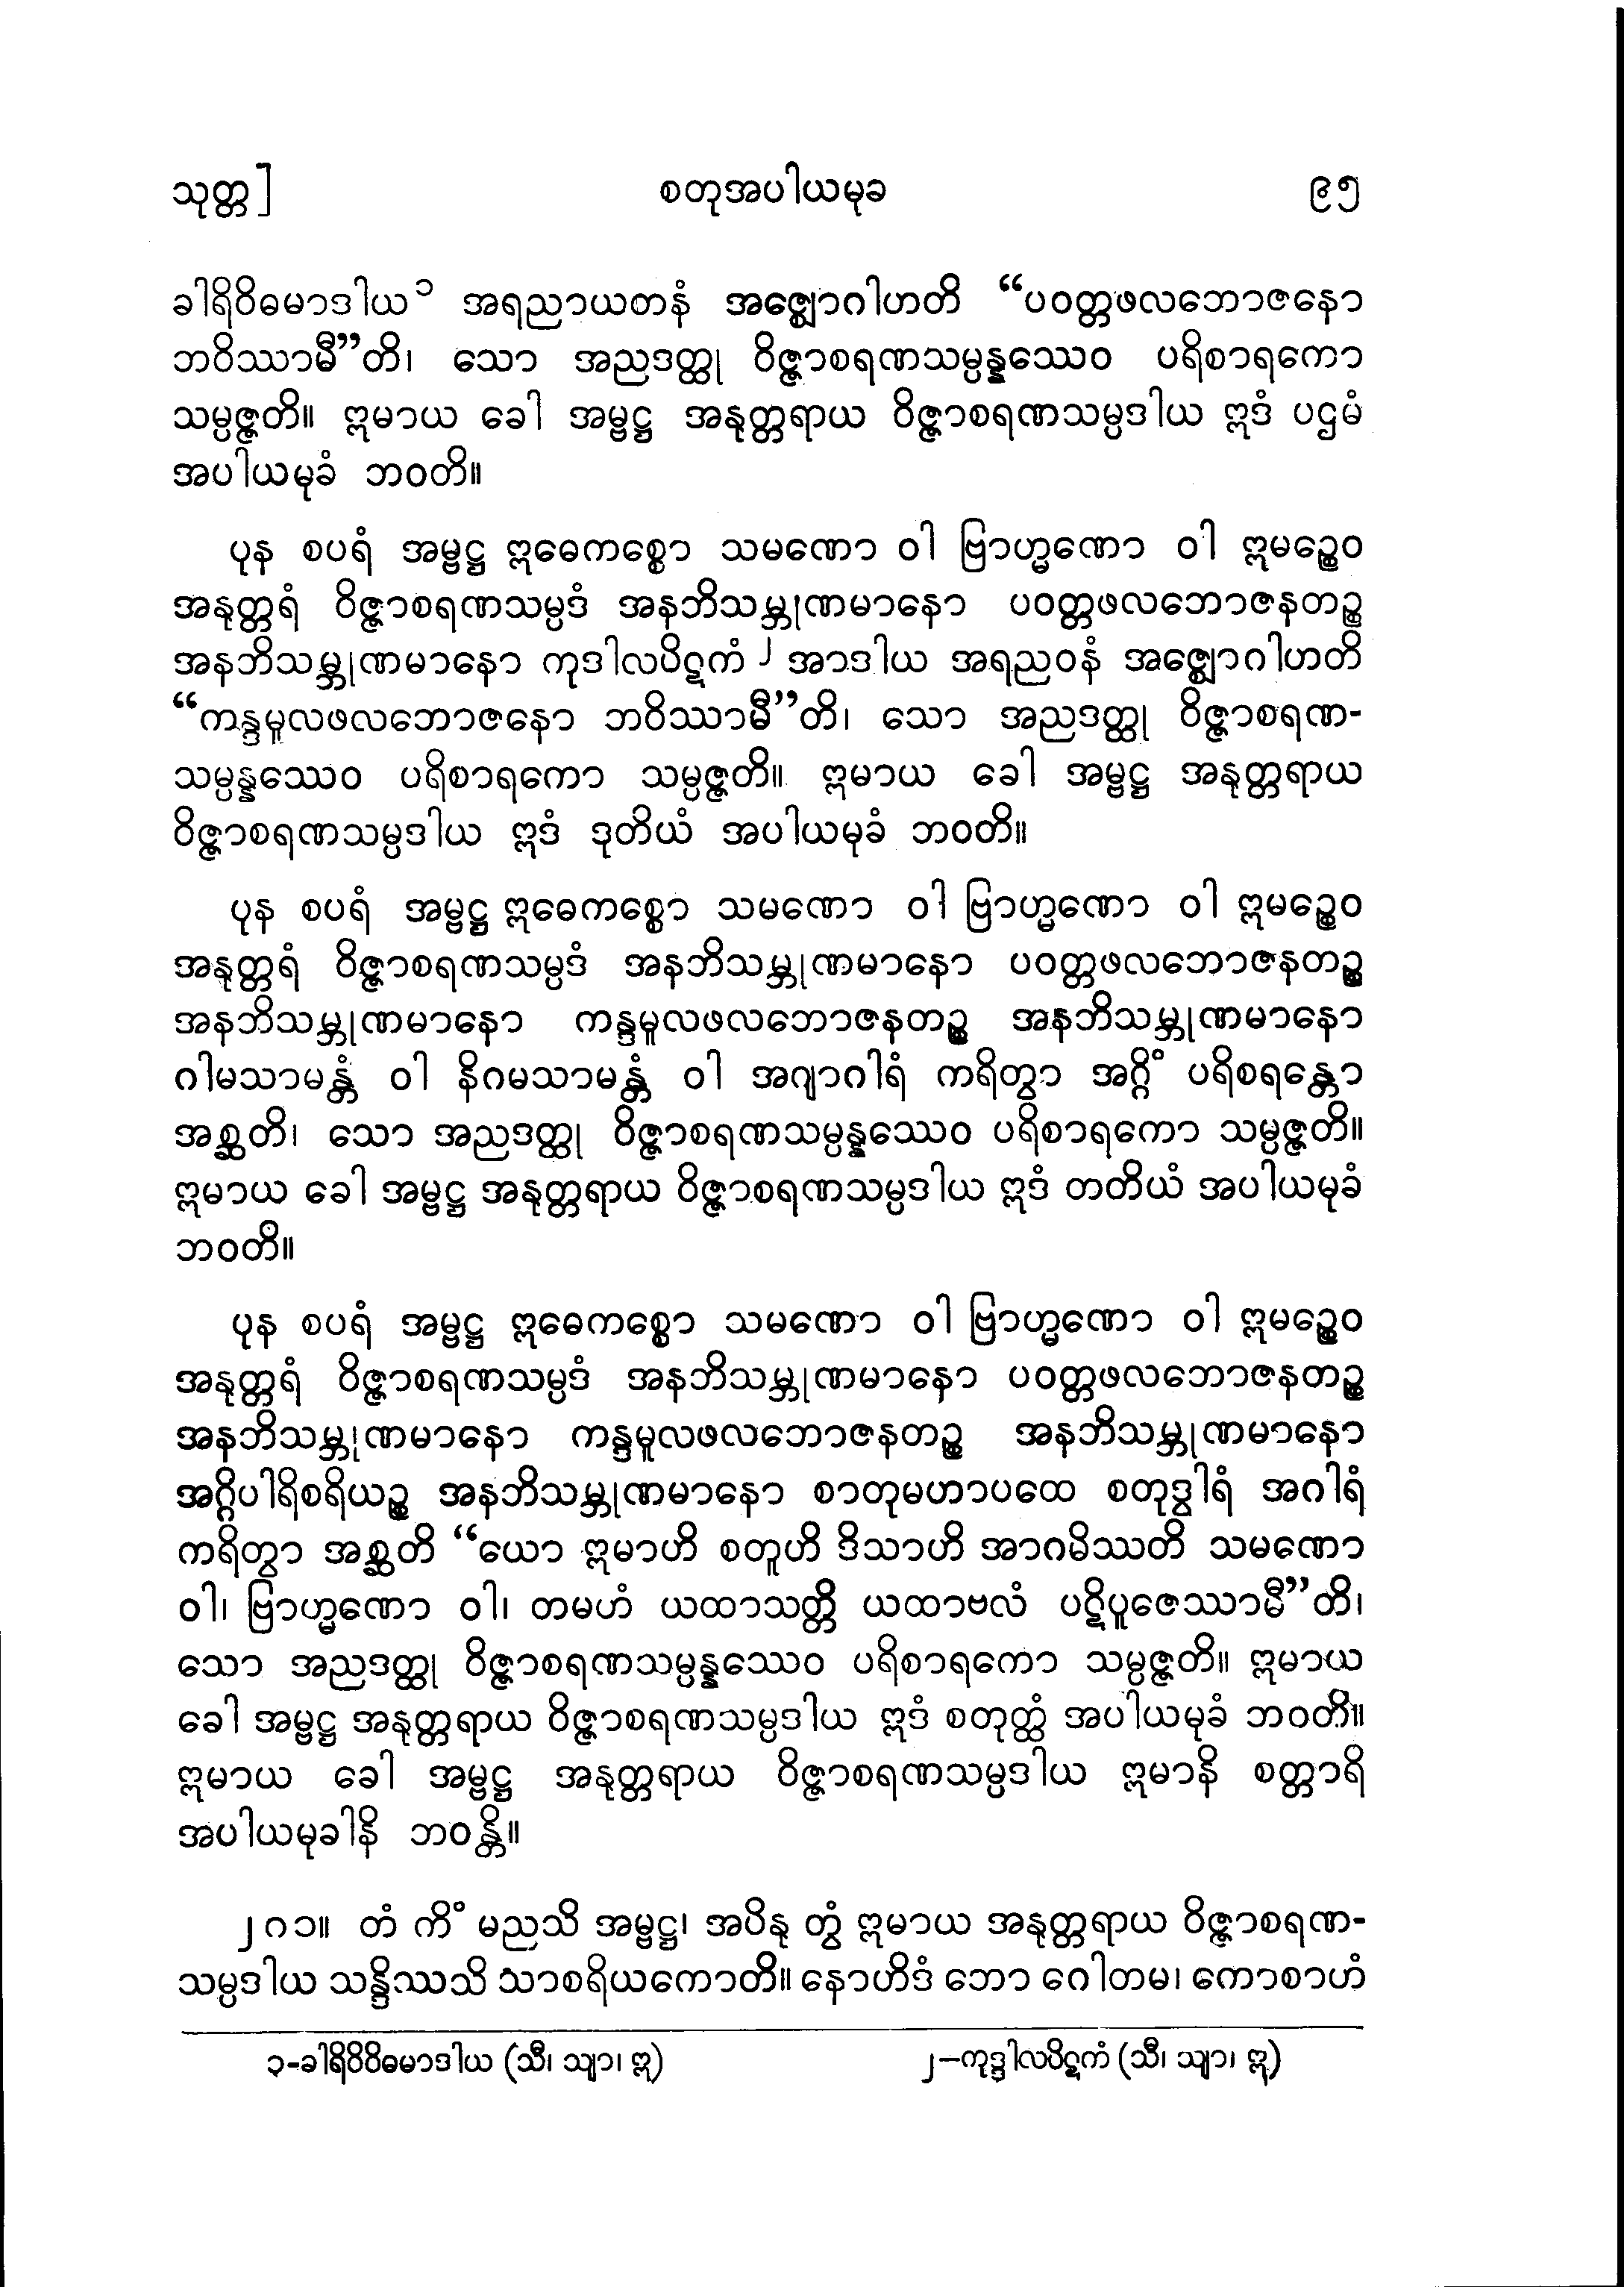 သုတ္တ] စတုအပါယမုခ ၉၅
ခါရိဝိဓမာဒါယ ၁ အရညာယတနံ အဇ္ဈောဂါဟတိ “ပဝတ္တဖလဘောဇနော
ဘဝိဿာမီ”တိ၊ သော အညဒတ္ထု ဝိဇ္ဇာစရဏသမ္ပန္နဿေဝ ပရိစာရကော
သမ္ပဇ္ဇတိ။ ဣမာယ ခေါ အမ္ဗဋ္ဌ အနုတ္တရာယ ဝိဇ္ဇာစရဏသမ္ပဒါယ ဣဒံ ပဌမံ
အပါယမုခံ ဘဝတိ။
ပုန စပရံ အမ္ဗဋ္ဌ ဣဓေကစ္စော သမဏော ဝါ ဗြာဟ္မဏော ဝါ ဣမဉ္စေဝ
အနုတ္တရံ ဝိဇ္ဇာစရဏသမ္ပဒံ အနဘိသမ္ဘုဏမာနော ပဝတ္တဖလဘောဇနတဉ္စ
အနဘိသမ္ဘုဏမာနော ကုဒါလပိဋကံ ၂ အာဒါယ အရညဝနံ အဇ္ဈောဂါဟတိ
“ကန္ဒမူလဖလဘောဇနော ဘဝိဿာမီ”တိ၊ သော အညဒတ္ထု ဝိဇ္ဇာစရဏ-
သမ္ပန္နဿေဝ ပရိစာရကော သမ္ပဇ္ဇတိ။ ဣမာယ ခေါ အမ္ဗဋ္ဌ အနုတ္တရာယ
ဝိဇ္ဇာစရဏသမ္ပဒါယ ဣဒံ ဒုတိယံ အပါယမုခံ ဘဝတိ။
ပုန စပရံ အမ္ဗဋ္ဌ ဣဓေကစ္စော သမဏော ဝါ ဗြာဟ္မဏော ဝါ ဣမဉ္စေဝ
အနုတ္တရံ ဝိဇ္ဇာစရဏသမ္ပဒံ အနဘိသမ္ဘုဏမာနော ပဝတ္တဖလဘောဇနတဉ္စ
အနဘိသမ္ဘုဏမာနော ကန္ဒမူလဖလဘောဇနတဉ္စ အနဘိသမ္ဘုဏမာနော
ဂါမသာမန္တံ ဝါ နိဂမသာမန္တံ ဝါ အဂျာဂါရံ ကရိတွာ အဂ္ဂိံ ပရိစရန္တော
အစ္ဆတိ၊ သော အညဒတ္ထု ဝိဇ္ဇာစရဏသမ္ပန္နဿေဝ ပရိစာရကော သမ္ပဇ္ဇတိ။
ဣမာယ ခေါ အမ္ဗဋ္ဌ အနုတ္တရာယ ဝိဇ္ဇာစရဏသမ္ပဒါယ ဣဒံ တတိယံ အပါယမုခံ
ဘဝတိ။
ပုန စပရံ အမ္ဗဋ္ဌ ဣဓေကစ္စော သမဏော ဝါ ဗြာဟ္မဏော ဝါ ဣမဉ္စေဝ
အနုတ္တရံ ဝိဇ္ဇာစရဏသမ္ပဒံ အနဘိသမ္ဘုဏမာနော ပဝတ္တဖလဘောဇနတဉ္စ
အနဘိသမ္ဘုဏမာနော ကန္ဒမူလဖလဘောဇနတဉ္စ အနဘိသမ္ဘုဏမာနော
အဂ္ဂိပါရိစရိယဉ္စ အနဘိသမ္ဘုဏမာနော စာတုမဟာပထေ စတုဒွါရံ အဂါရံ
ကရိတွာ အစ္ဆတိ “ယော ဣမာဟိ စတူဟိ ဒိသာဟိ အာဂမိဿတိ သမဏော
ဝါ၊ ဗြာဟ္မဏော ဝါ၊ တမဟံ ယထာသတ္တိ ယထာဗလံ ပဋိပူဇေဿာမီ”တိ၊
သော အညဒတ္ထု ဝိဇ္ဇာစရဏသမ္ပန္နဿေဝ ပရိစာရကော သမ္ပဇ္ဇတိ။ ဣမာယ
ခေါ အမ္ဗဋ္ဌ အနုတ္တရာယ ဝိဇ္ဇာစရဏသမ္ပဒါယ ဣဒံ စတုတ္ထံ အပါယမုခံ ဘဝတိ။
ဣမာယ ခေါ အမ္ဗဋ္ဌ အနုတ္တရာယ ဝိဇ္ဇာစရဏသမ္ပဒါယ ဣမာနိ စတ္တာရိ
အပါယမုခါနိ ဘဝန္တိ။
၂၇၁။ တံ ကိံ မညသိ အမ္ဗဋ္ဌ၊ အပိနု တွံ ဣမာယ အနုတ္တရာယ ဝိဇ္ဇာစရဏ-
သမ္ပဒါယ သန္ဒိဿသိ သာစရိယကောတိ။ နောဟိဒံ ဘော ဂေါတမ၊ ကောစာဟံ
၁-ခါရိဝိဝိဓမာဒါယ (သီ၊ သျာ၊ ဣ) ၂-ကုဒ္ဒါလပိဋကံ (သီ၊ သျာ၊ ဣ)